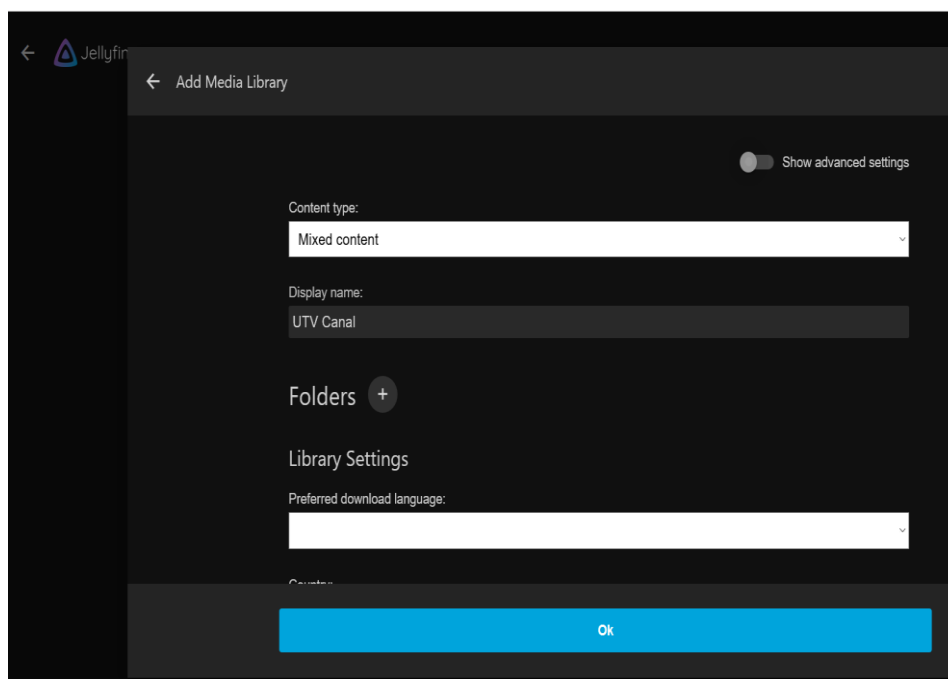 Jellyfin
Add Media Library
Show advanced settings
Content type:
Mixed content
Display name:
UTV Canal
Folders +
Library Settings
Preferred download language:
Country:
Ok